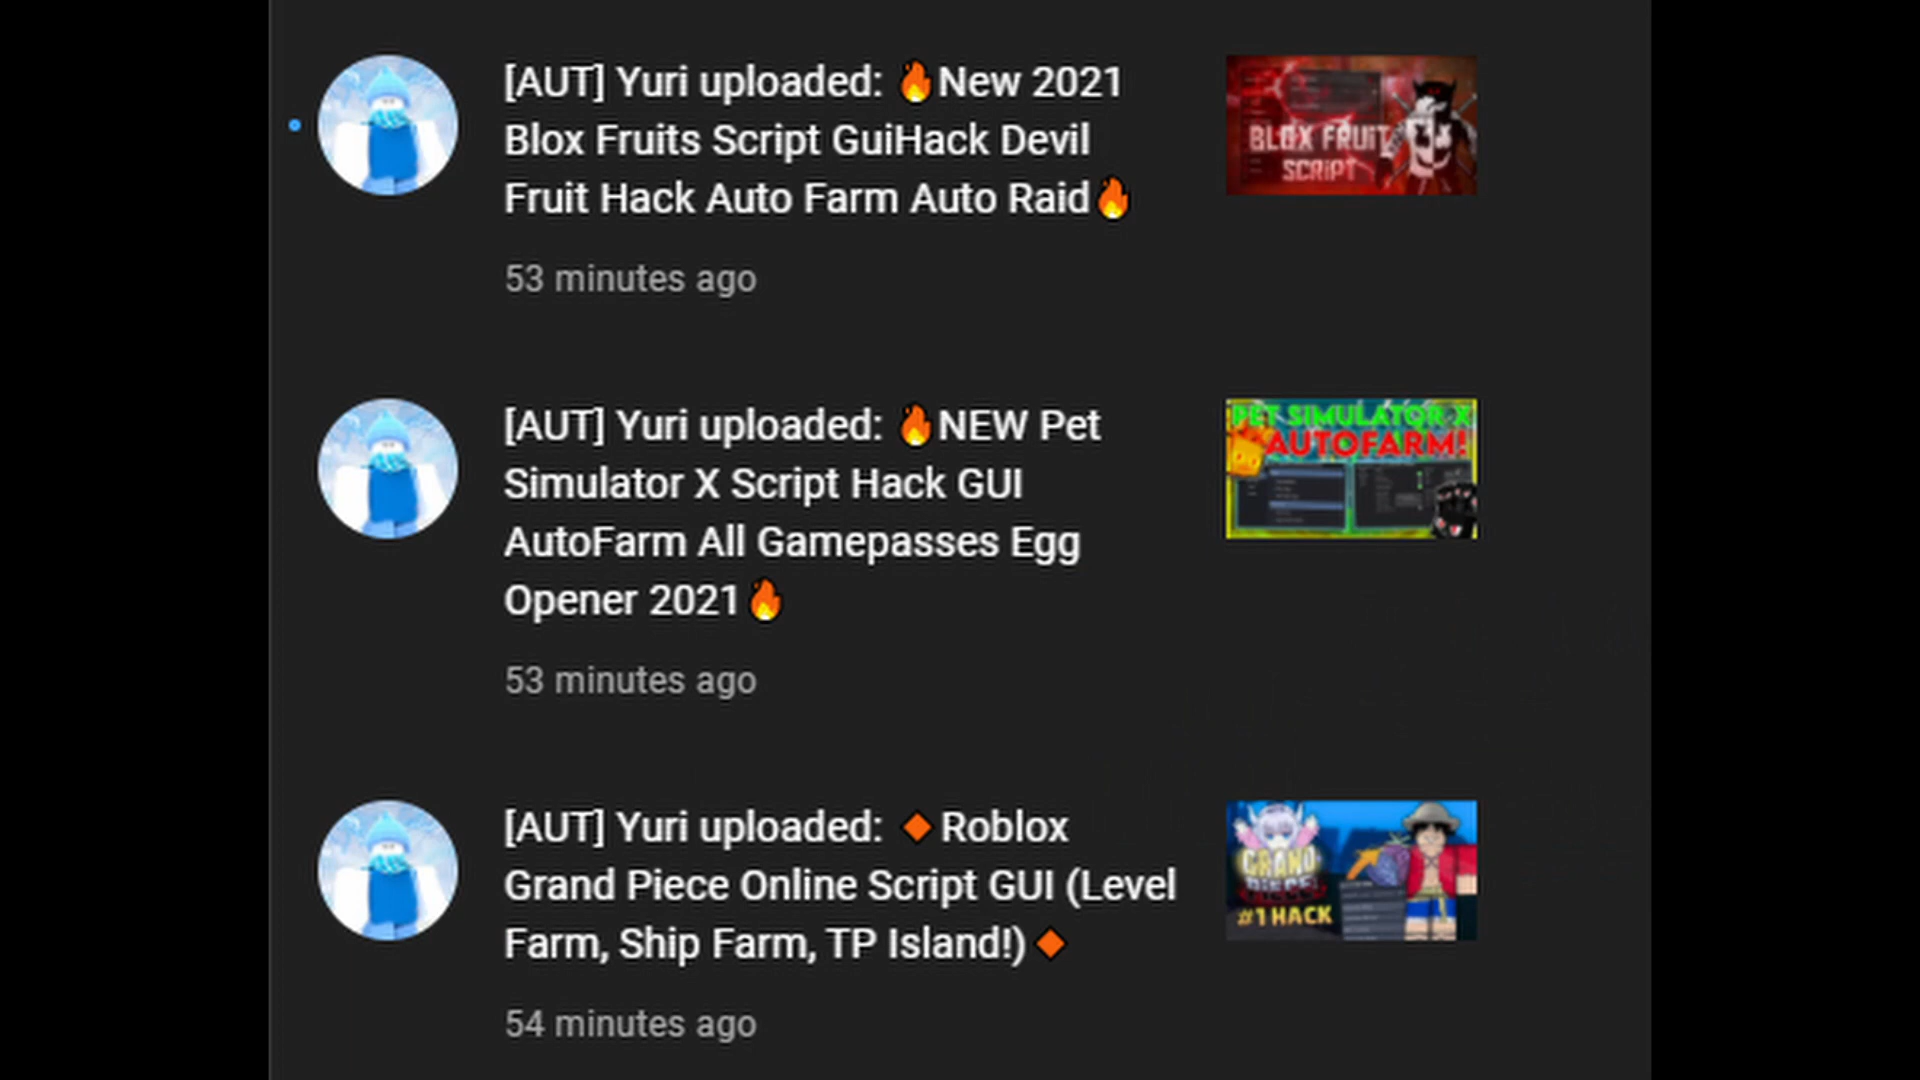 [AUT] Yuri uploaded: 🔥New 2021
Blox Fruits Script GuiHack Devil
Fruit Hack Auto Farm Auto Raid🔥
53 minutes ago
BLOX FRUIT
SCRIPT
[AUT] Yuri uploaded: 🔥NEW Pet
Simulator X Script Hack GUI
AutoFarm All Gamepasses Egg
Opener 2021🔥
53 minutes ago
PET SIMULATOR X
AUTOFARM!
[AUT] Yuri uploaded: 🔸Roblox
Grand Piece Online Script GUI (Level
Farm, Ship Farm, TP Island!)🔸
54 minutes ago
GRAND
PIECE
#1 HACK